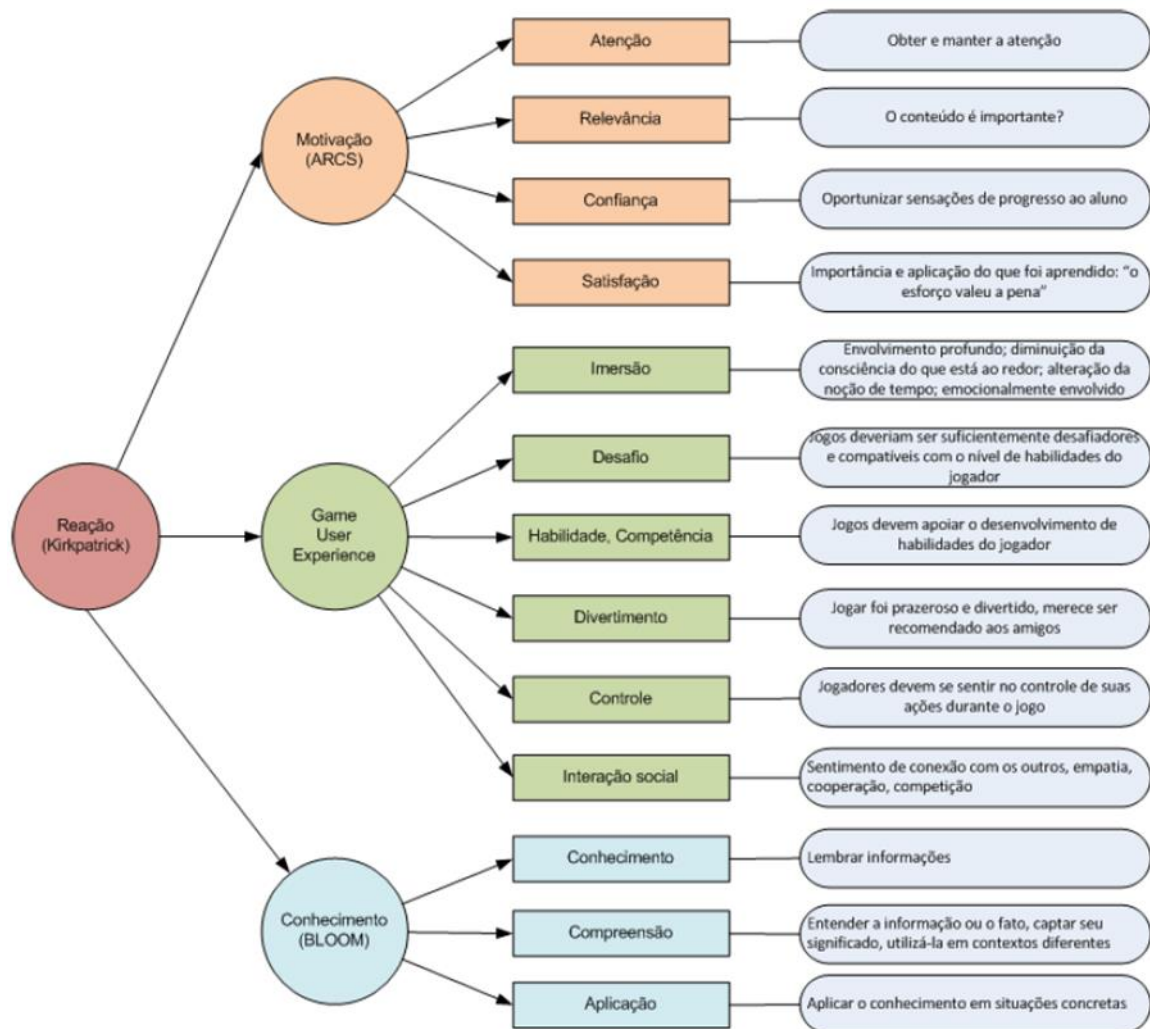 Atenção
Obter e manter a atenção
Motivação
(ARCS)
Relevância
O conteúdo é importante?
Confiança
Oportunizar sensações de progresso ao aluno
Satisfação
Importância e aplicação do que foi aprendido: “o
esforço valeu a pena”
Reação
(Kirkpatrick)
Game
User
Experience
Imersão
Envolvimento profundo; diminuição da
consciência do que está ao redor; alteração da
noção de tempo; emocionalmente envolvido
Desafio
Jogos deveriam ser suficientemente desafiadores
e compatíveis com o nível de habilidades do
jogador
Habilidade, Competência
Jogos devem apoiar o desenvolvimento de
habilidades do jogador
Divertimento
Jogar foi prazeroso e divertido, merece ser
recomendado aos amigos
Controle
Jogadores devem se sentir no controle de suas
ações durante o jogo
Interação social
Sentimento de conexão com os outros, empatia,
cooperação, competição
Conhecimento
(BLOOM)
Conhecimento
Lembrar informações
Compreensão
Entender a informação ou o fato, captar seu
significado, utilizá-la em contextos diferentes
Aplicação
Aplicar o conhecimento em situações concretas